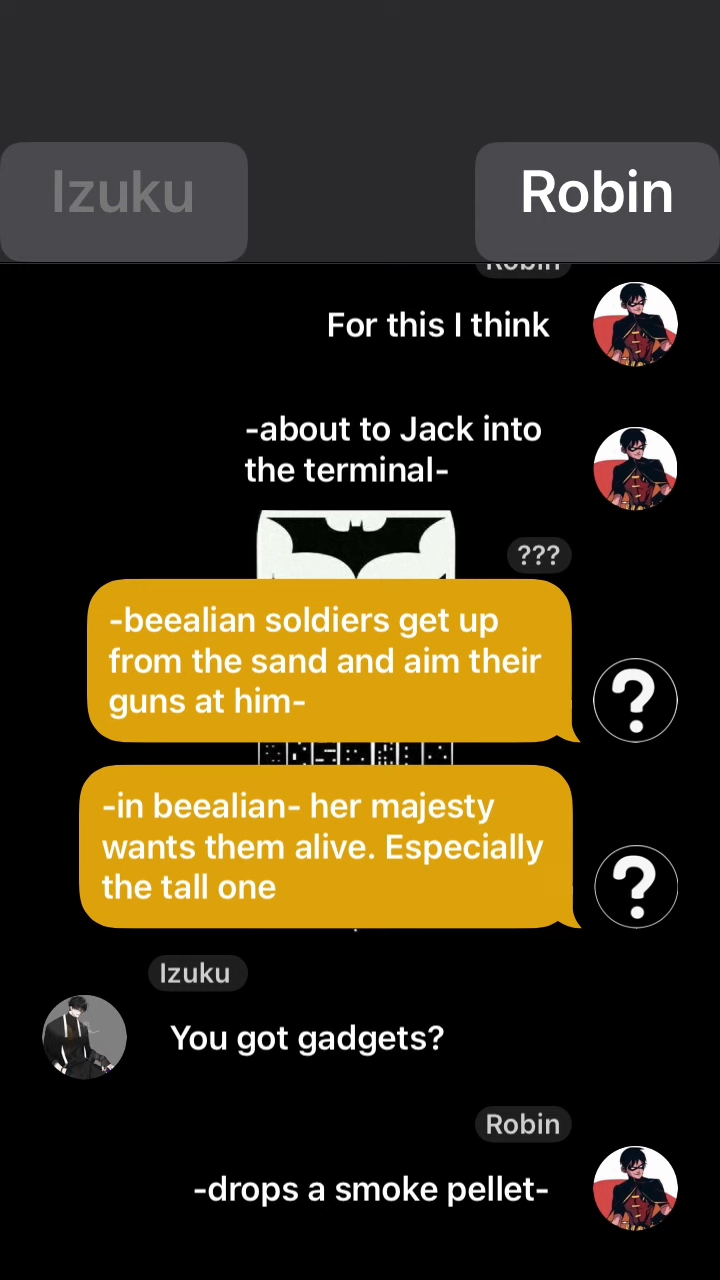 Izuku
Robin
Robin
For this I think
-about to Jack into
the terminal-
???
-beealian soldiers get up
from the sand and aim their
guns at him-
-in beealian- her majesty
wants them alive. Especially
the tall one
Izuku
You got gadgets?
Robin
-drops a smoke pellet-